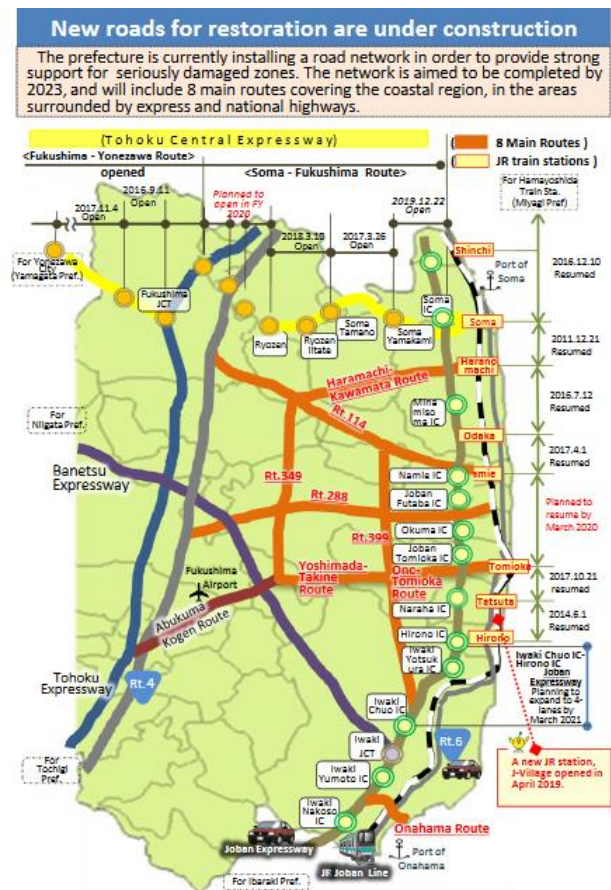 New roads for restoration are under construction
The prefecture is currently installing a road network in order to provide strong
support for seriously damaged zones. The network is aimed to be completed by
2023, and will include 8 main routes covering the coastal region, in the areas
surrounded by express and national highways.
(Tohoku Central Expressway)
<Fukushima - Yonezawa Route>
opened
<Soma - Fukushima Route>
( 8 Main Routes )
( JR train stations )
For Hamayoshida
Train Sta.
(Miyagi Pref)
2017.11.4
Open
2016.9.11
Open
Planned to
open in FY
2020
2018.3.10
Open
2017.3.26
Open
2019.12.22
Open
For Yonezawa
City
(Yamagata Pref.)
Fukushima
JCT
Ryozen
Ryozen
Iitate
Soma
Tamano
Soma
Yamakami
Soma
IC
Shinchi
Port of
Soma
2016.12.10
Resumed
Soma
2011.12.21
Resumed
Harano
machi
Haramachi-
Kawamata Route
Rt.114
Mina
miso
ma IC
2016.7.12
Resumed
Odaka
2017.4.1
Resumed
For
Niigata Pref.
Banetsu
Expressway
Rt.349
Rt.288
Namie IC
amie
Joban
Futaba IC
Okuma IC
Planned to
resume by
March 2020
Rt.399
Joban
Tomioka IC
Fukushima
Airport
Yoshimada-
Takine
Route
Ono-
Tomioka
Route
Tomioka
2017.10.21
resumed
Abukuma
Kogen Route
Naraha IC
Tatsuta
2014.6.1
Resumed
Hirono IC
Hirono
Iwaki
Yotsuk
ura IC
Iwaki Chuo IC-
Hirono IC
Joban
Expressway
Planning to
expand to 4-
lanes by
March 2021
Tohoku
Expressway
Rt.4
Iwaki
Chuo IC
Iwaki
JCT
Rt.6
For
Tochigi
Pref.
Iwaki
Yumoto IC
A new JR station,
J-Village opened in
April 2019.
Iwaki
Nakoso IC
Onahama Route
Joban Expressway
JR Joban Line
Port of
Onahama
For Ibaraki Pref.